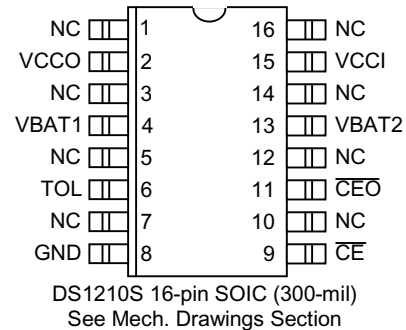 NC 1 16 NC
VCCO 2 15 VCCI
NC 3 14 NC
VBAT1 4 13 VBAT2
NC 5 12 NC
TOL 6 11 C̅E̅O̅
NC 7 10 NC
GND 8 9 C̅E̅
DS1210S 16-pin SOIC (300-mil)
See Mech. Drawings Section